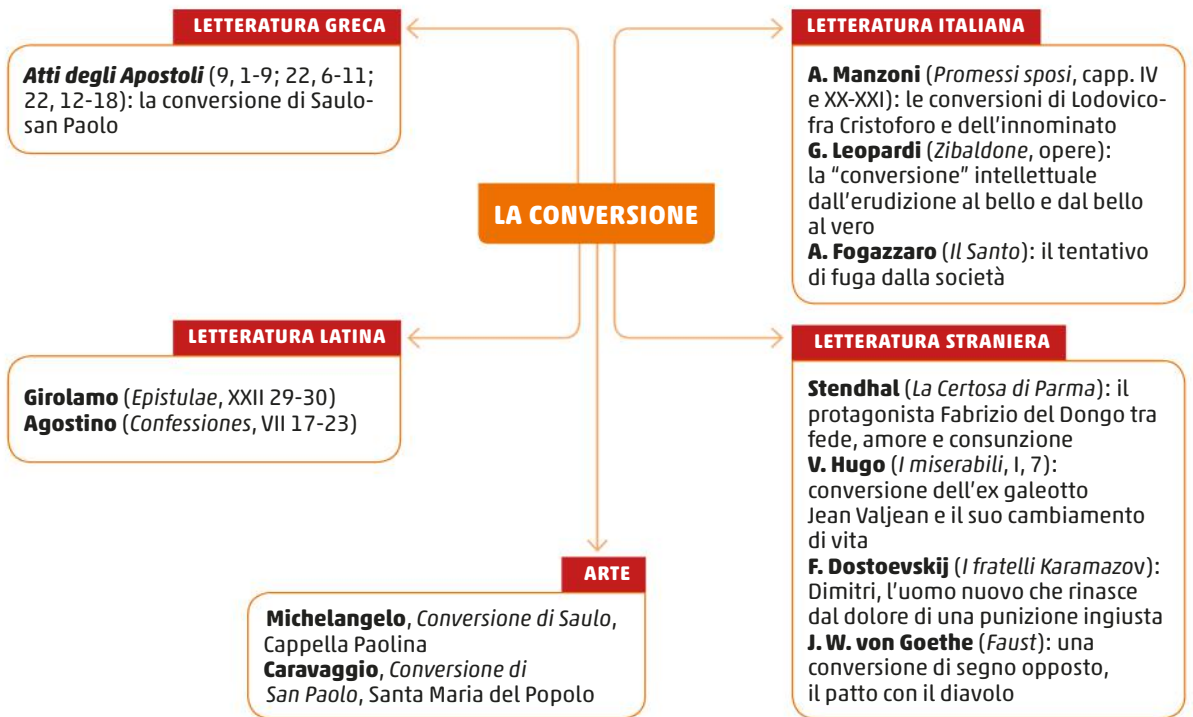 LETTERATURA GRECA
Atti degli Apostoli (9, 1-9; 22, 6-11;
22, 12-18): la conversione di Saulo-
san Paolo
LETTERATURA ITALIANA
A. Manzoni (Promessi sposi, capp. IV
e XX-XXI): le conversioni di Lodovico-
fra Cristoforo e dell'innominato
G. Leopardi (Zibaldone, opere):
la “conversione” intellettuale
dall'erudizione al bello e dal bello
al vero
A. Fogazzaro (Il Santo): il tentativo
di fuga dalla società
LA CONVERSIONE
LETTERATURA LATINA
Girolamo (Epistulae, XXII 29-30)
Agostino (Confessiones, VII 17-23)
LETTERATURA STRANIERA
Stendhal (La Certosa di Parma): il
protagonista Fabrizio del Dongo tra
fede, amore e consunzione
V. Hugo (I miserabili, I, 7):
conversione dell'ex galeotto
Jean Valjean e il suo cambiamento
di vita
F. Dostoevskij (I fratelli Karamazov):
Dimitri, l'uomo nuovo che rinasce
dal dolore di una punizione ingiusta
J. W. von Goethe (Faust): una
conversione di segno opposto,
il patto con il diavolo
ARTE
Michelangelo, Conversione di Saulo,
Cappella Paolina
Caravaggio, Conversione di
San Paolo, Santa Maria del Popolo